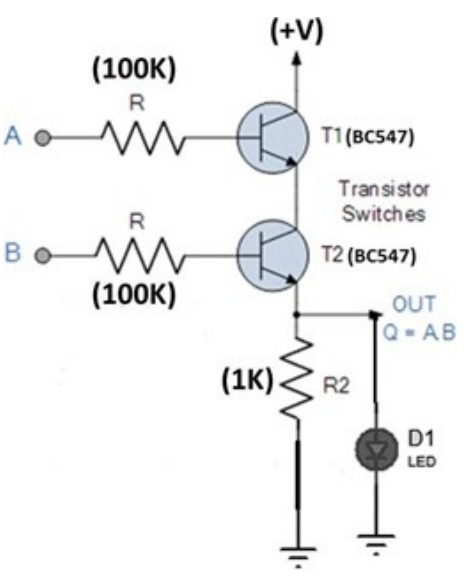 (+V)
(100K)
R
A
T1 (BC547)
Transistor
Switches
R
B
T2 (BC547)
(100K)
OUT
Q = A.B
(1K)
R2
D1
LED